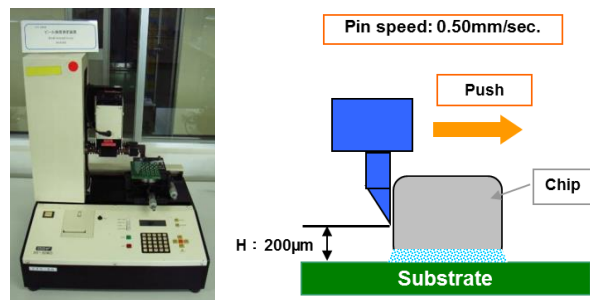 Pin speed: 0.50mm/sec.
Push
Chip
H：200μm
Substrate